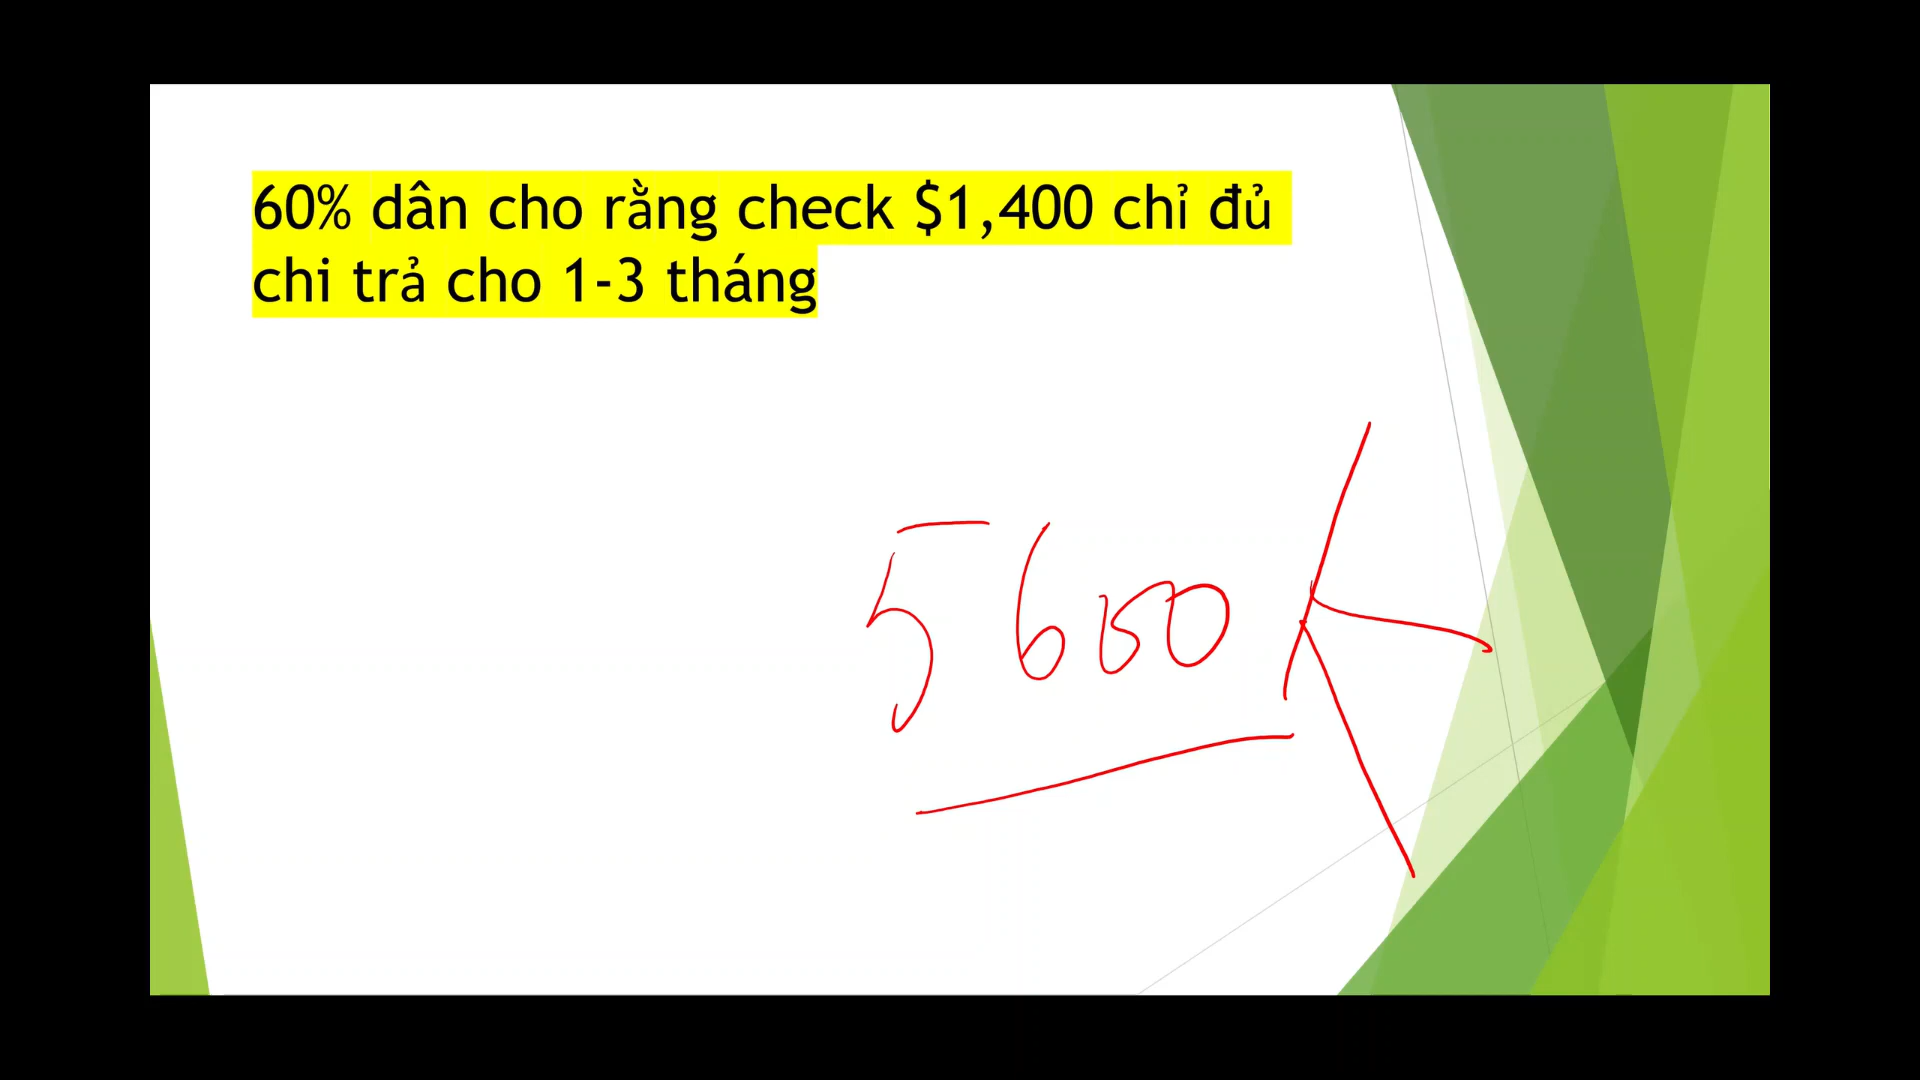 60% dân cho rằng check $1,400 chỉ đủ
chi trả cho 1-3 tháng
5600